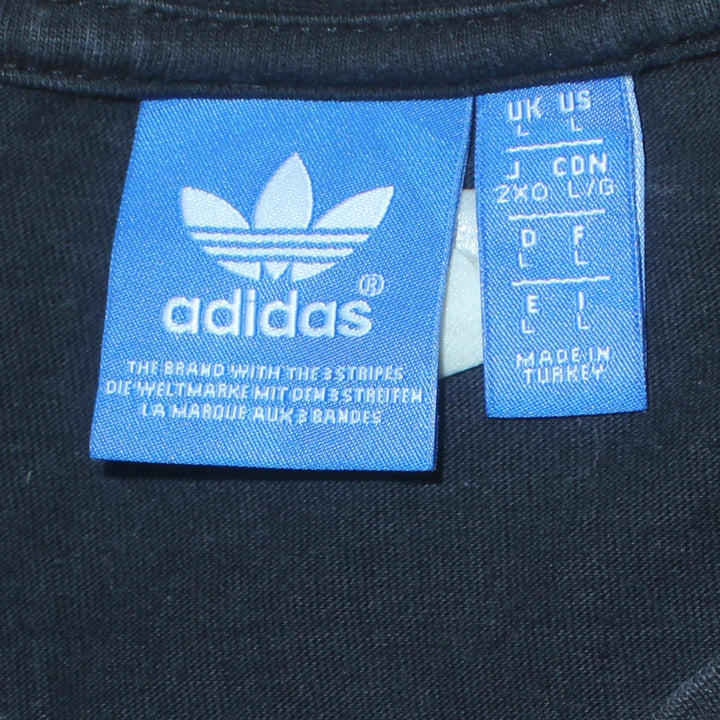 adidas®
THE BRAND WITH THE 3 STRIPES
DIE WELTMARKE MIT DEN 3 STREIFEN
LA MARQUE AUX 3 BANDES
UK US
L L
J CDN
2XO L/G
D F
L L
E I
L L
MADE IN
TURKEY